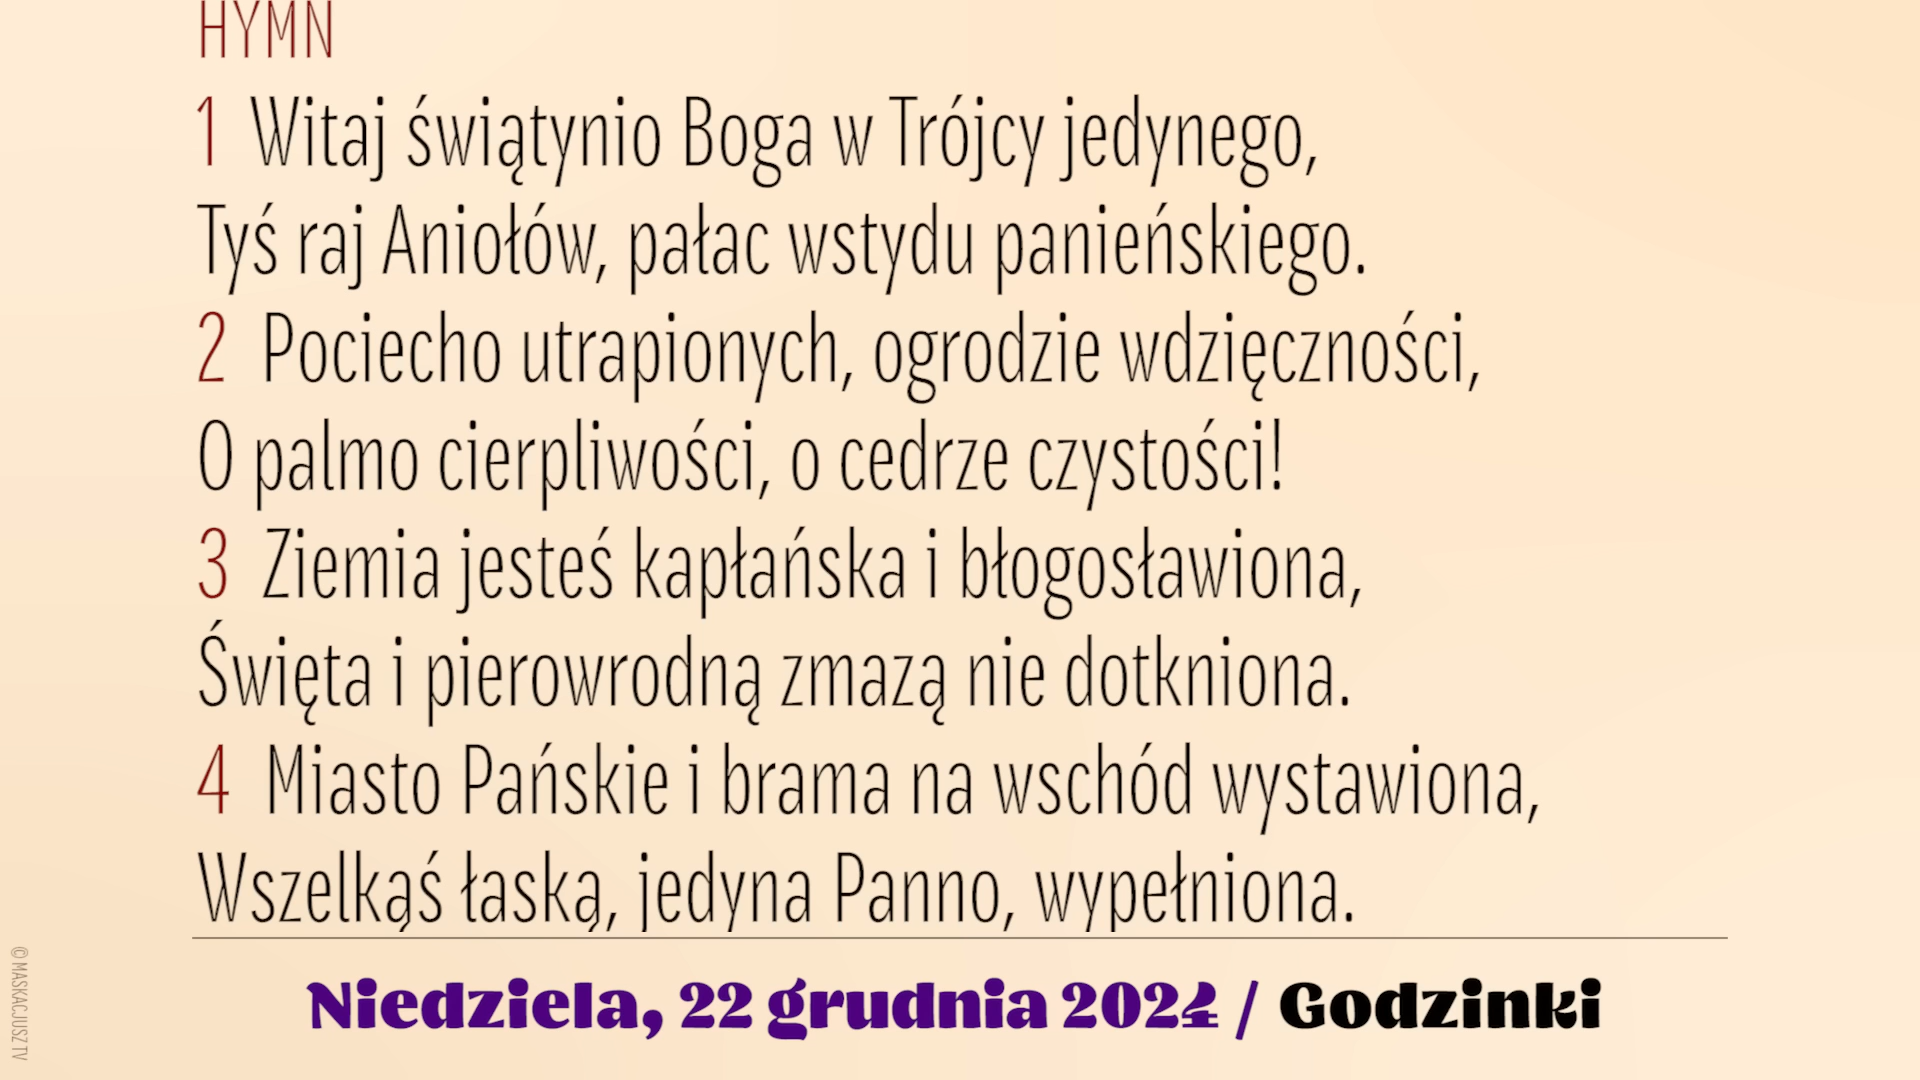 HYMN
1 Witaj świątynio Boga w Trójcy jedynego,
Tyś raj Aniołów, pałac wstydu panieńskiego.
2 Pociecho utrapionych, ogrodzie wdzięczności,
O palmo cierpliwości, o cedrze czystości!
3 Ziemia jesteś kapłańska i błogosławiona,
Święta i pierowrodną zmazą nie dotkniona.
4 Miasto Pańskie i brama na wschód wystawiona,
Wszelkąś łaską, jedyna Panno, wypełniona.
Niedziela, 22 grudnia 2024 / Godzinki
© MASKACJUSZ TV